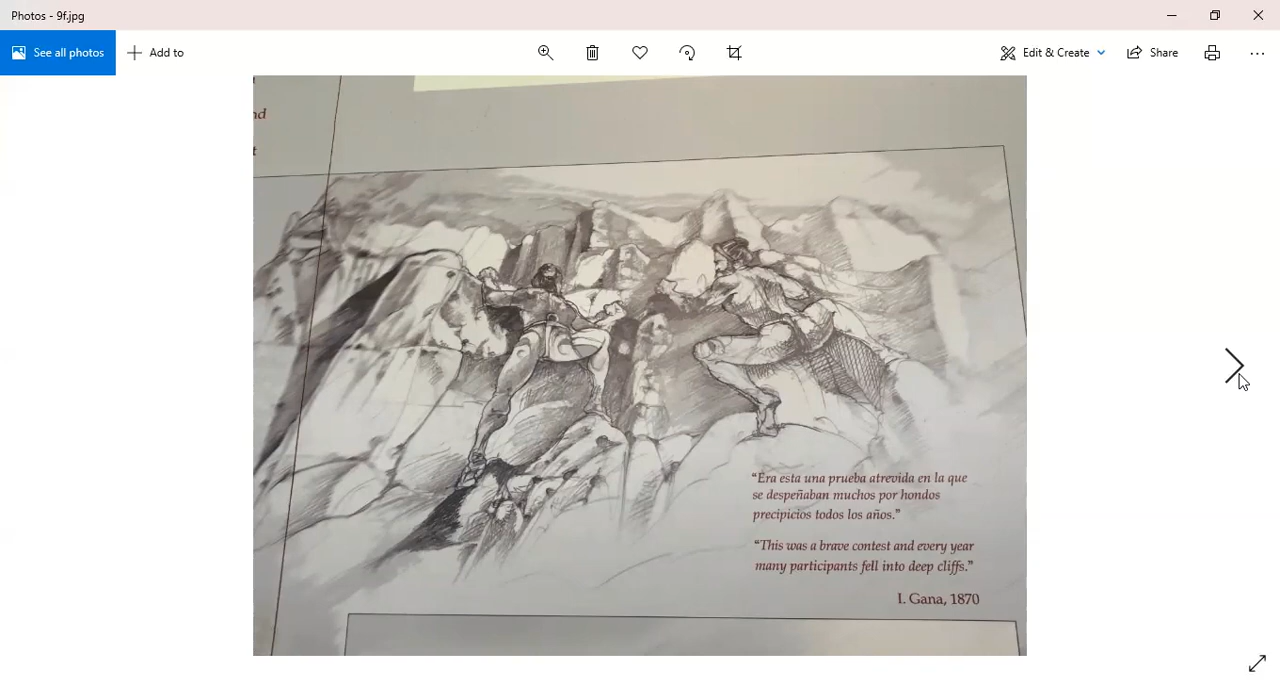 Photos - 9f.jpg
See all photos
Add to
Edit & Create
Share
nd
t
“Era esta una prueba atrevida en la que
se despeñaban muchos por hondos
precipicios todos los años.”
“This was a brave contest and every year
many participants fell into deep cliffs.”
I. Gana, 1870